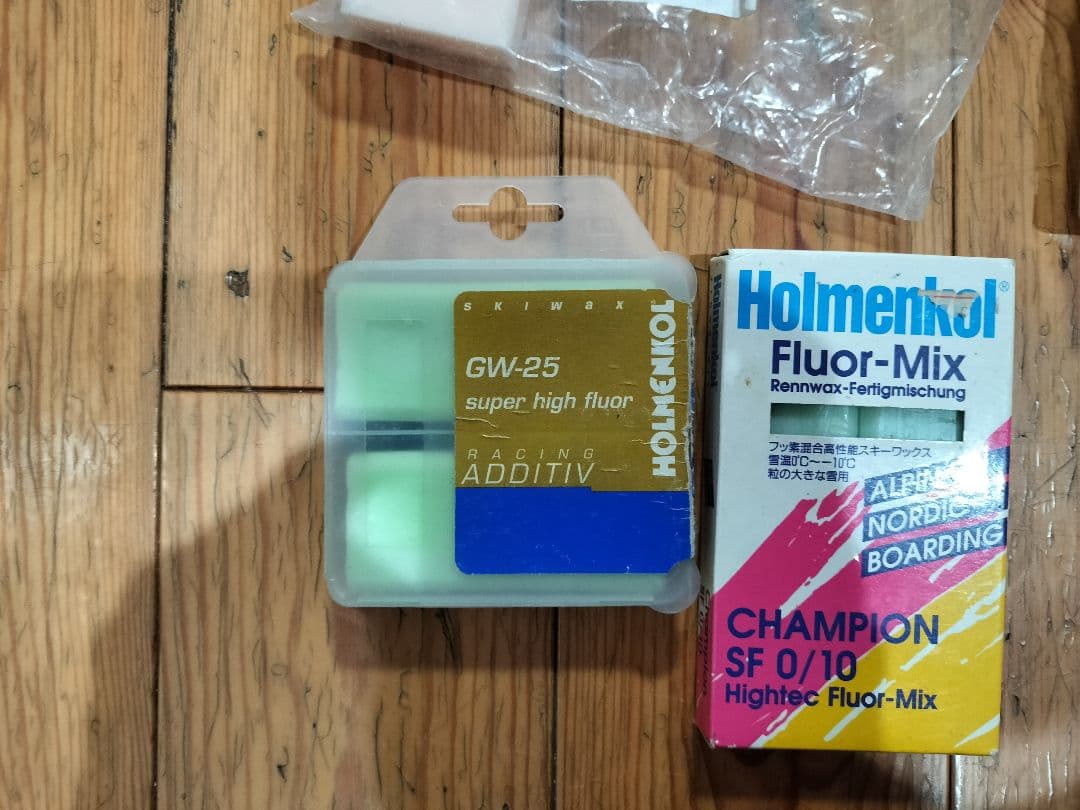 skiwax
GW-25
super high fluor
RACING
ADDITIV
HOLMENKOL
Holmenkol®
Fluor-Mix
Rennwax-Fertigmischung
フッ素混合高性能スキーワックス
雪温0℃~-10℃
粒の大きな雪用
ALPINE
NORDIC
BOARDING
CHAMPION
SF 0/10
Hightec Fluor-Mix
Holmenkol